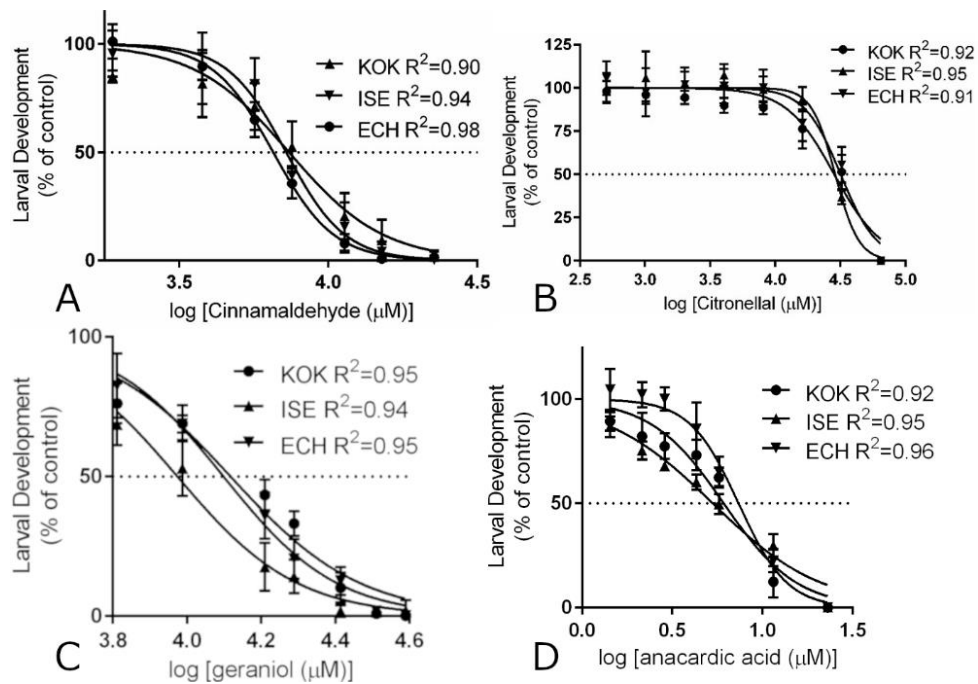 Larval Development
(% of control)
100
50
0
KOK R²=0.90
ISE R²=0.94
ECH R²=0.98
3.5
4.0
4.5
A
log [Cinnamaldehyde (µM)]
Larval Development
(% of control)
125
100
75
50
25
0
KOK R²=0.92
ISE R²=0.95
ECH R²=0.91
2.5
3.0
3.5
4.0
4.5
5.0
B
log [Citronellal (µM)]
Larval Development
(% of control)
100
50
0
KOK R²=0.95
ISE R²=0.94
ECH R²=0.95
3.8
4.0
4.2
4.4
4.6
C
log [geraniol (µM)]
Larval Development
(% of control)
100
50
0
KOK R²=0.92
ISE R²=0.95
ECH R²=0.96
0.0
0.5
1.0
1.5
D
log [anacardic acid (µM)]